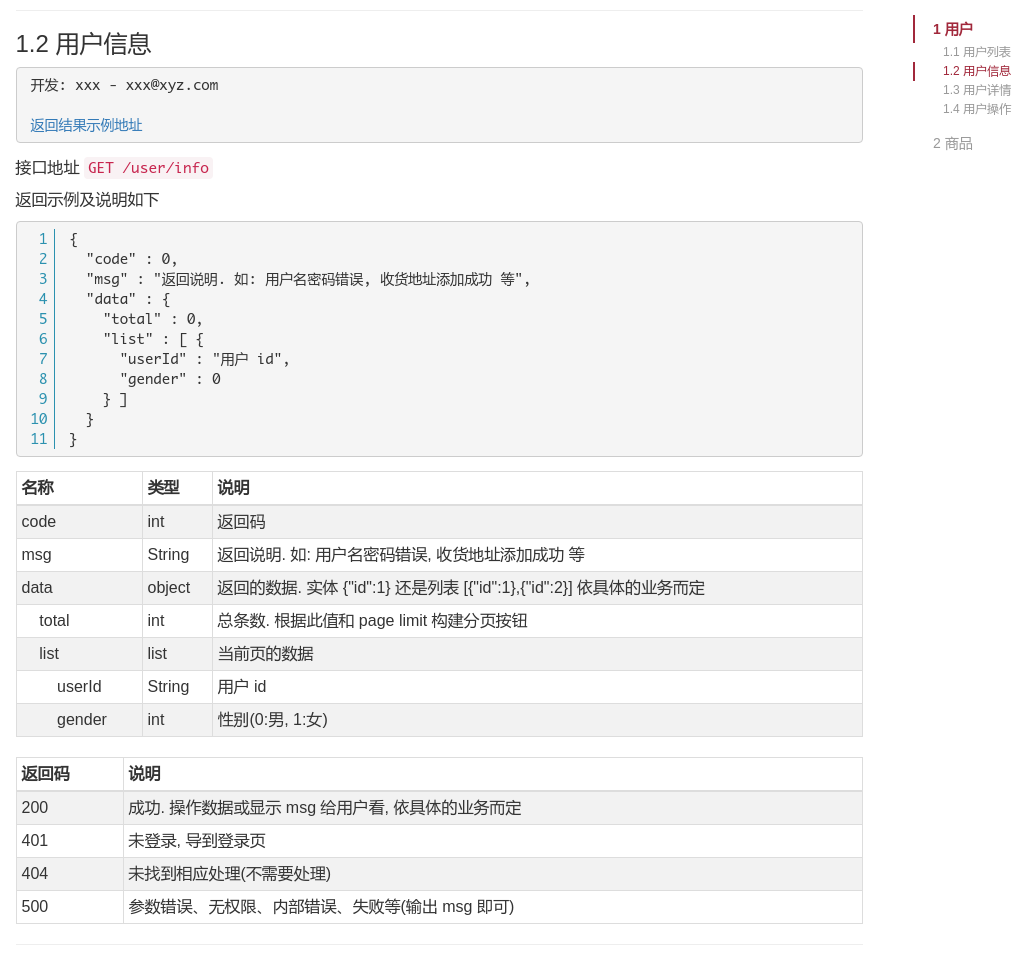 1.2 用户信息
开发: xxx - xxx@xyz.com
返回结果示例地址
接口地址 GET /user/info
返回示例及说明如下
1 {
2   "code" : 0,
3   "msg" : "返回说明. 如: 用户名密码错误, 收货地址添加成功 等",
4   "data" : {
5     "total" : 0,
6     "list" : [ {
7       "userId" : "用户 id",
8       "gender" : 0
9     } ]
10   }
11 }
名称 类型 说明
code int 返回码
msg String 返回说明. 如: 用户名密码错误, 收货地址添加成功 等
data object 返回的数据. 实体 {"id":1} 还是列表 [{"id":1},{"id":2}] 依具体的业务而定
total int 总条数. 根据此值和 page limit 构建分页按钮
list list 当前页的数据
userId String 用户 id
gender int 性别(0:男, 1:女)
返回码 说明
200 成功. 操作数据或显示 msg 给用户看, 依具体的业务而定
401 未登录, 导到登录页
404 未找到相应处理(不需要处理)
500 参数错误、无权限、内部错误、失败等(输出 msg 即可)
1 用户
1.1 用户列表
1.2 用户信息
1.3 用户详情
1.4 用户操作
2 商品